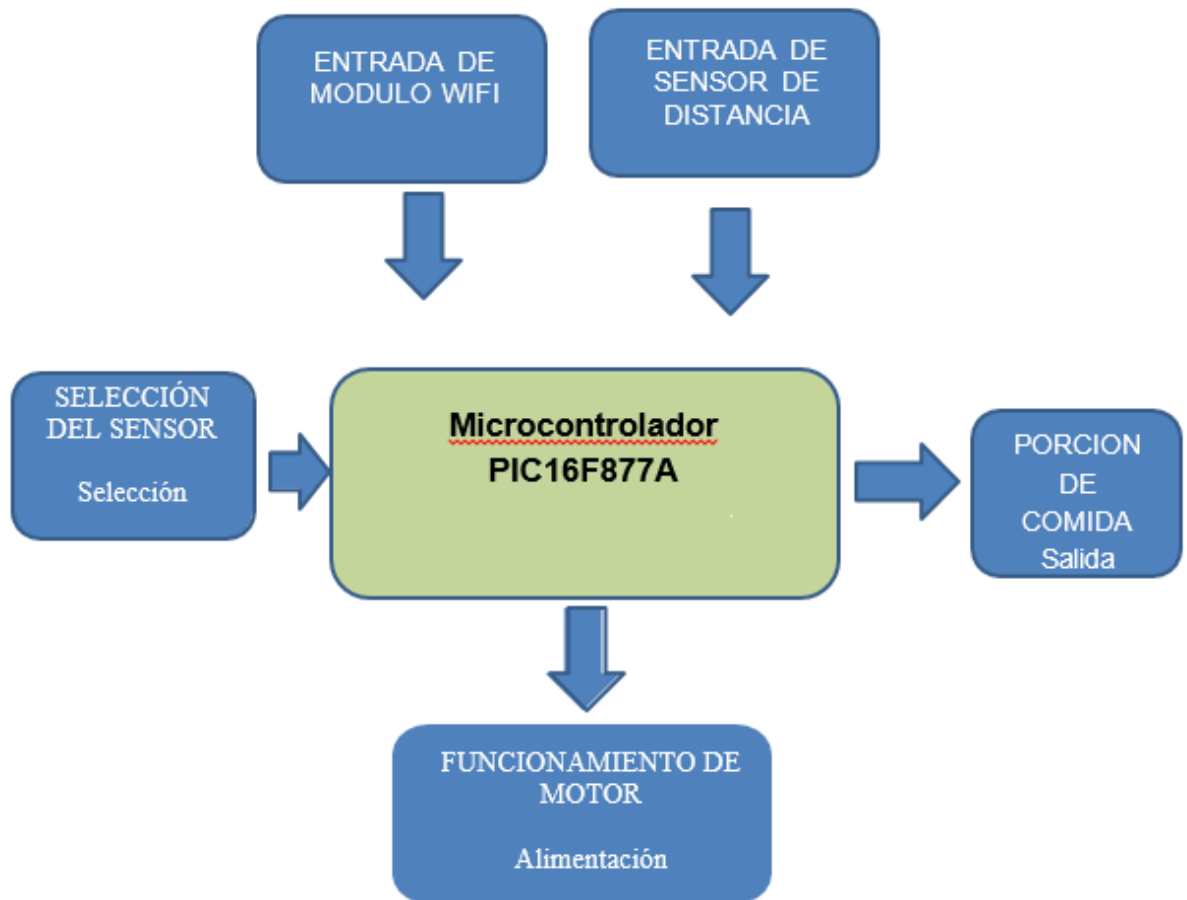 ENTRADA DE
MODULO WIFI
ENTRADA DE
SENSOR DE
DISTANCIA
SELECCIÓN
DEL SENSOR
Selección
Microcontrolador
PIC16F877A
PORCION
DE
COMIDA
Salida
FUNCIONAMIENTO DE
MOTOR
Alimentación